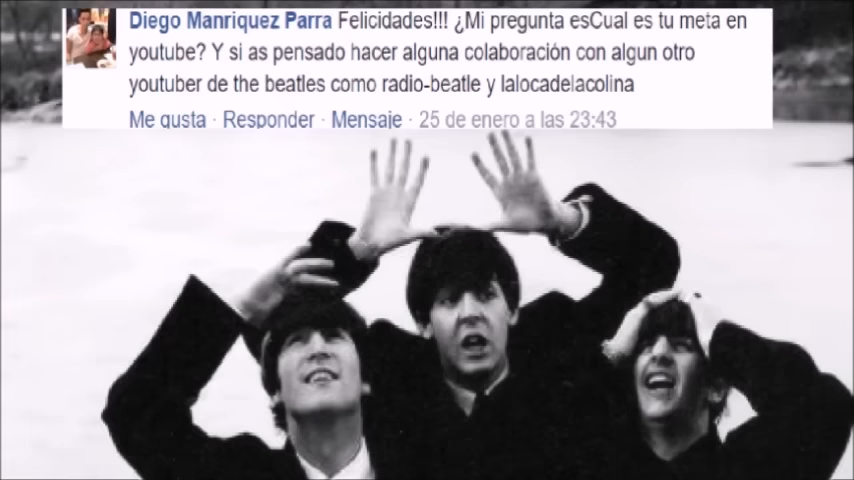 Diego Manriquez Parra Felicidades!!! ¿Mi pregunta esCual es tu meta en
youtube? Y si as pensado hacer alguna colaboración con algun otro
youtuber de the beatles como radio-beatle y lalocadelacolina
Me gusta · Responder · Mensaje · 25 de enero a las 23:43